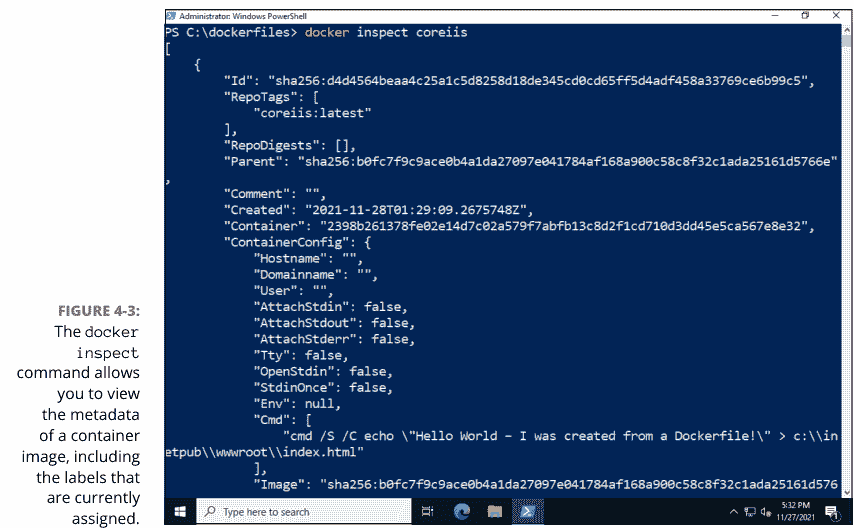 Administrator: Windows PowerShell
PS C:\dockerfiles> docker inspect coreiis
[
{
"Id": "sha256:d4d4564beaa4c25a1c5d8258d18de345cd0cd65ff5d4adf458a33769ce6b99c5",
"RepoTags": [
"coreiis:latest"
],
"RepoDigests": [],
"Parent": "sha256:b0fc7f9c9ace0b4a1da27097e041784af168a900c58c8f32c1ada25161d5766e"
,
"Comment": "",
"Created": "2021-11-28T01:29:09.2675748Z",
"Container": "2398b261378fe02e14d7c02a579f7abfb13c8d2f1cd710d3dd45e5ca567e8e32",
"ContainerConfig": {
"Hostname": "",
"Domainname": "",
"User": "",
"AttachStdin": false,
"AttachStdout": false,
"AttachStderr": false,
"Tty": false,
"OpenStdin": false,
"StdinOnce": false,
"Env": null,
"Cmd": [
"cmd /S /C echo \"Hello World – I was created from a Dockerfile!\" > c:\\in
etpub\\wwwroot\\index.html"
],
"Image": "sha256:b0fc7f9c9ace0b4a1da27097e041784af168a900c58c8f32c1ada25161d576
Type here to search
5:32 PM
11/27/2021
1
FIGURE 4-3:
The docker
inspect
command allows
you to view
the metadata
of a container
image, including
the labels that
are currently
assigned.